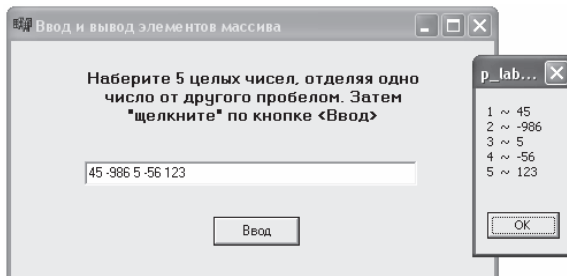 Ввод и вывод элементов массива
Наберите 5 целых чисел, отделяя одно
число от другого пробелом. Затем
"щелкните" по кнопке <Ввод>
45 -986 5 -56 123
Ввод
p_lab...
1 ~ 45
2 ~ -986
3 ~ 5
4 ~ -56
5 ~ 123
OK